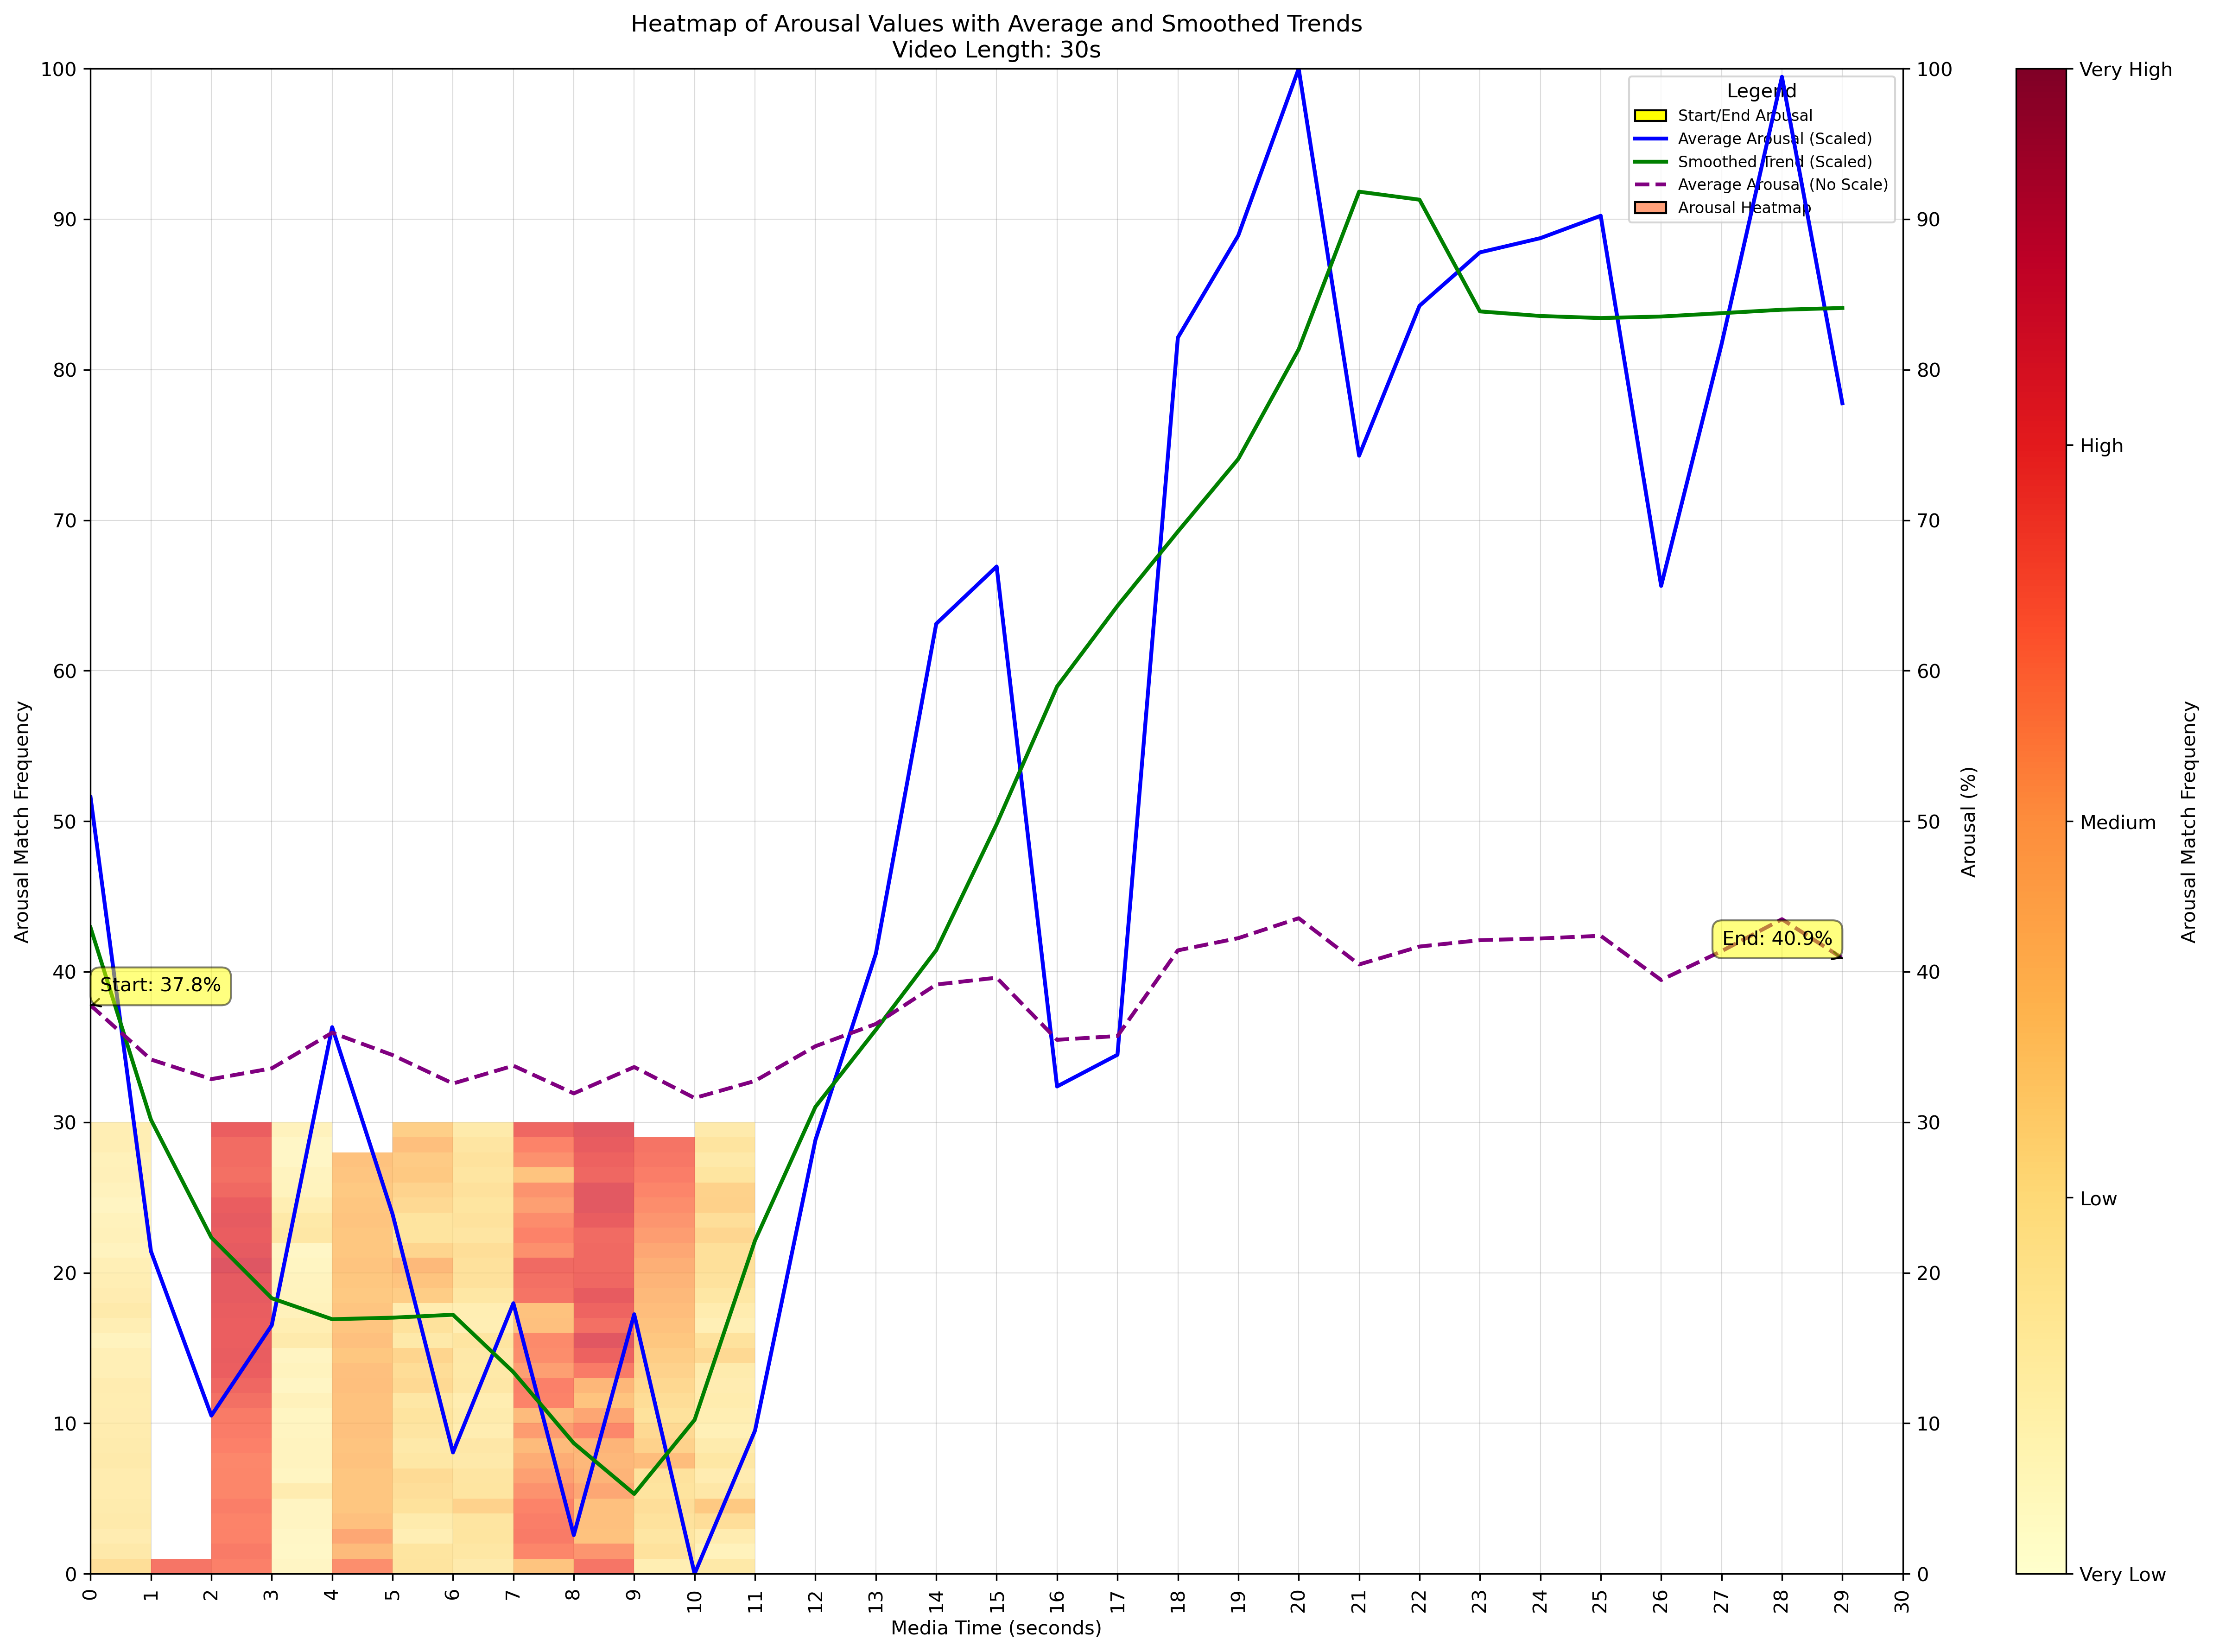 Heatmap of Arousal Values with Average and Smoothed Trends
Video Length: 30s
Arousal Match Frequency
100
90
80
70
60
50
40
30
20
10
0
Start: 37.8%
End: 40.9%
Legend
Start/End Arousal
Average Arousal (Scaled)
Smoothed Trend (Scaled)
Average Arousal (No Scale)
Arousal Heatmap
0
1
2
3
4
5
6
7
8
9
10
11
12
13
14
15
16
17
18
19
20
21
22
23
24
25
26
27
28
29
30
Media Time (seconds)
100
90
80
70
60
50
40
30
20
10
0
Arousal (%)
Very High
High
Medium
Low
Very Low
Arousal Match Frequency